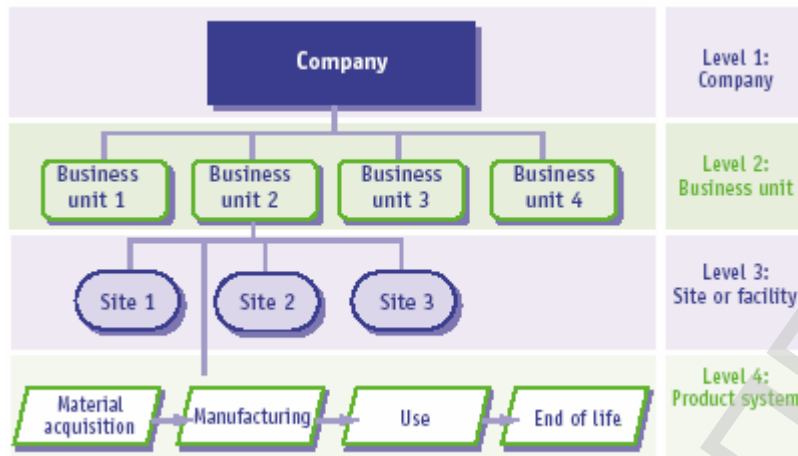 Company
Level 1:
Company
Business
unit 1
Business
unit 2
Business
unit 3
Business
unit 4
Level 2:
Business unit
Site 1
Site 2
Site 3
Level 3:
Site or facility
Material
acquisition
Manufacturing
Use
End of life
Level 4:
Product system